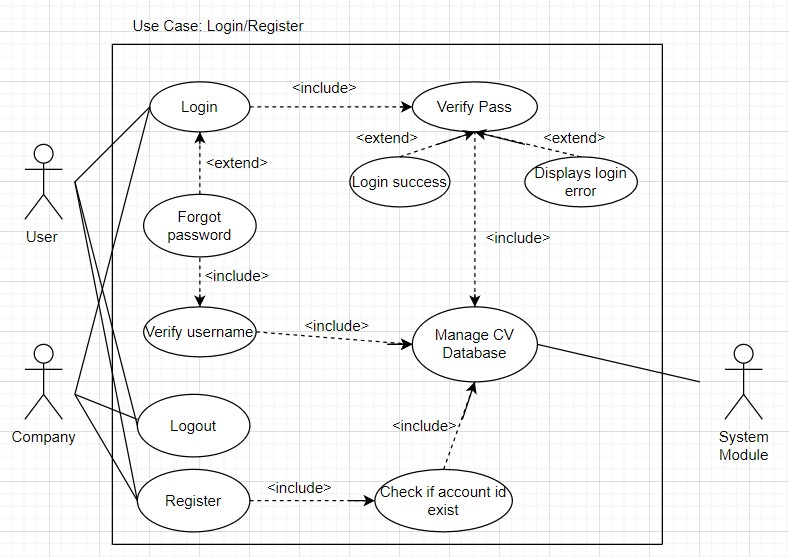 Use Case: Login/Register
<include>
Login
Verify Pass
<extend>
<extend>
<extend>
Login success
Displays login
error
Forgot
password
User
<include>
<include>
Verify username
<include>
Manage CV
Database
Company
System
Module
Logout
<include>
Register
<include>
Check if account id
exist